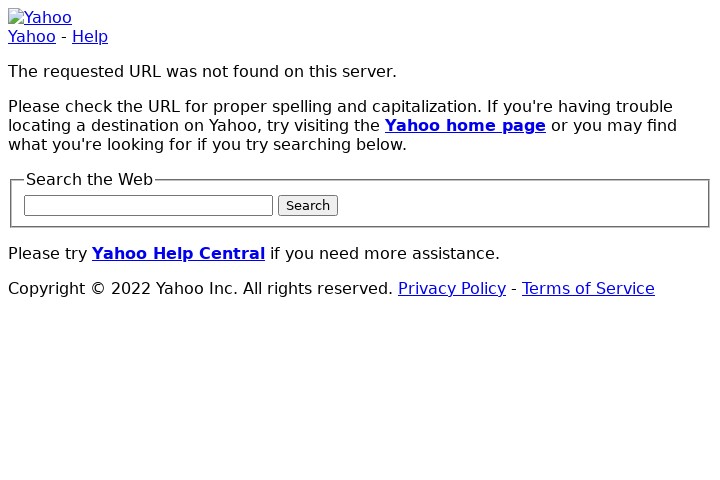 Yahoo
Yahoo - Help
The requested URL was not found on this server.
Please check the URL for proper spelling and capitalization. If you're having trouble
locating a destination on Yahoo, try visiting the Yahoo home page or you may find
what you're looking for if you try searching below.
Search the Web
Search
Please try Yahoo Help Central if you need more assistance.
Copyright © 2022 Yahoo Inc. All rights reserved. Privacy Policy - Terms of Service